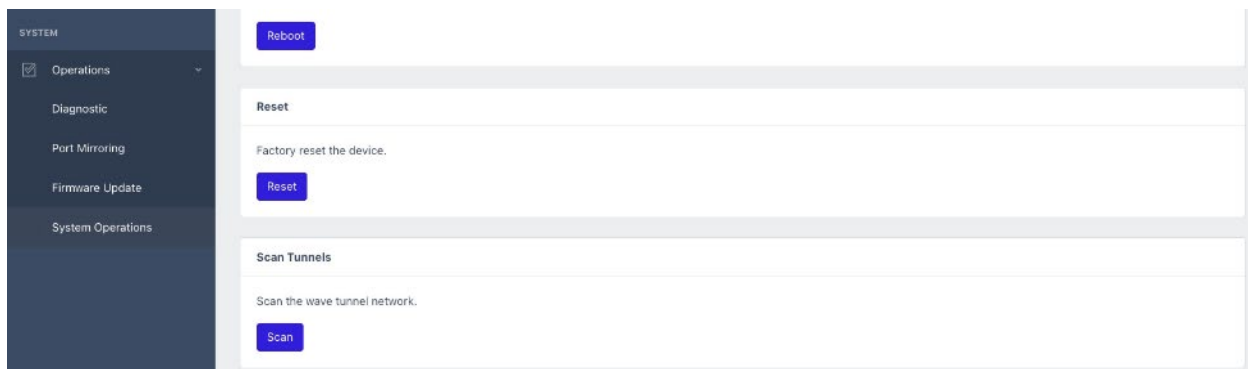 SYSTEM
Operations
Diagnostic
Port Mirroring
Firmware Update
System Operations
Reboot
Reset
Factory reset the device.
Reset
Scan Tunnels
Scan the wave tunnel network.
Scan